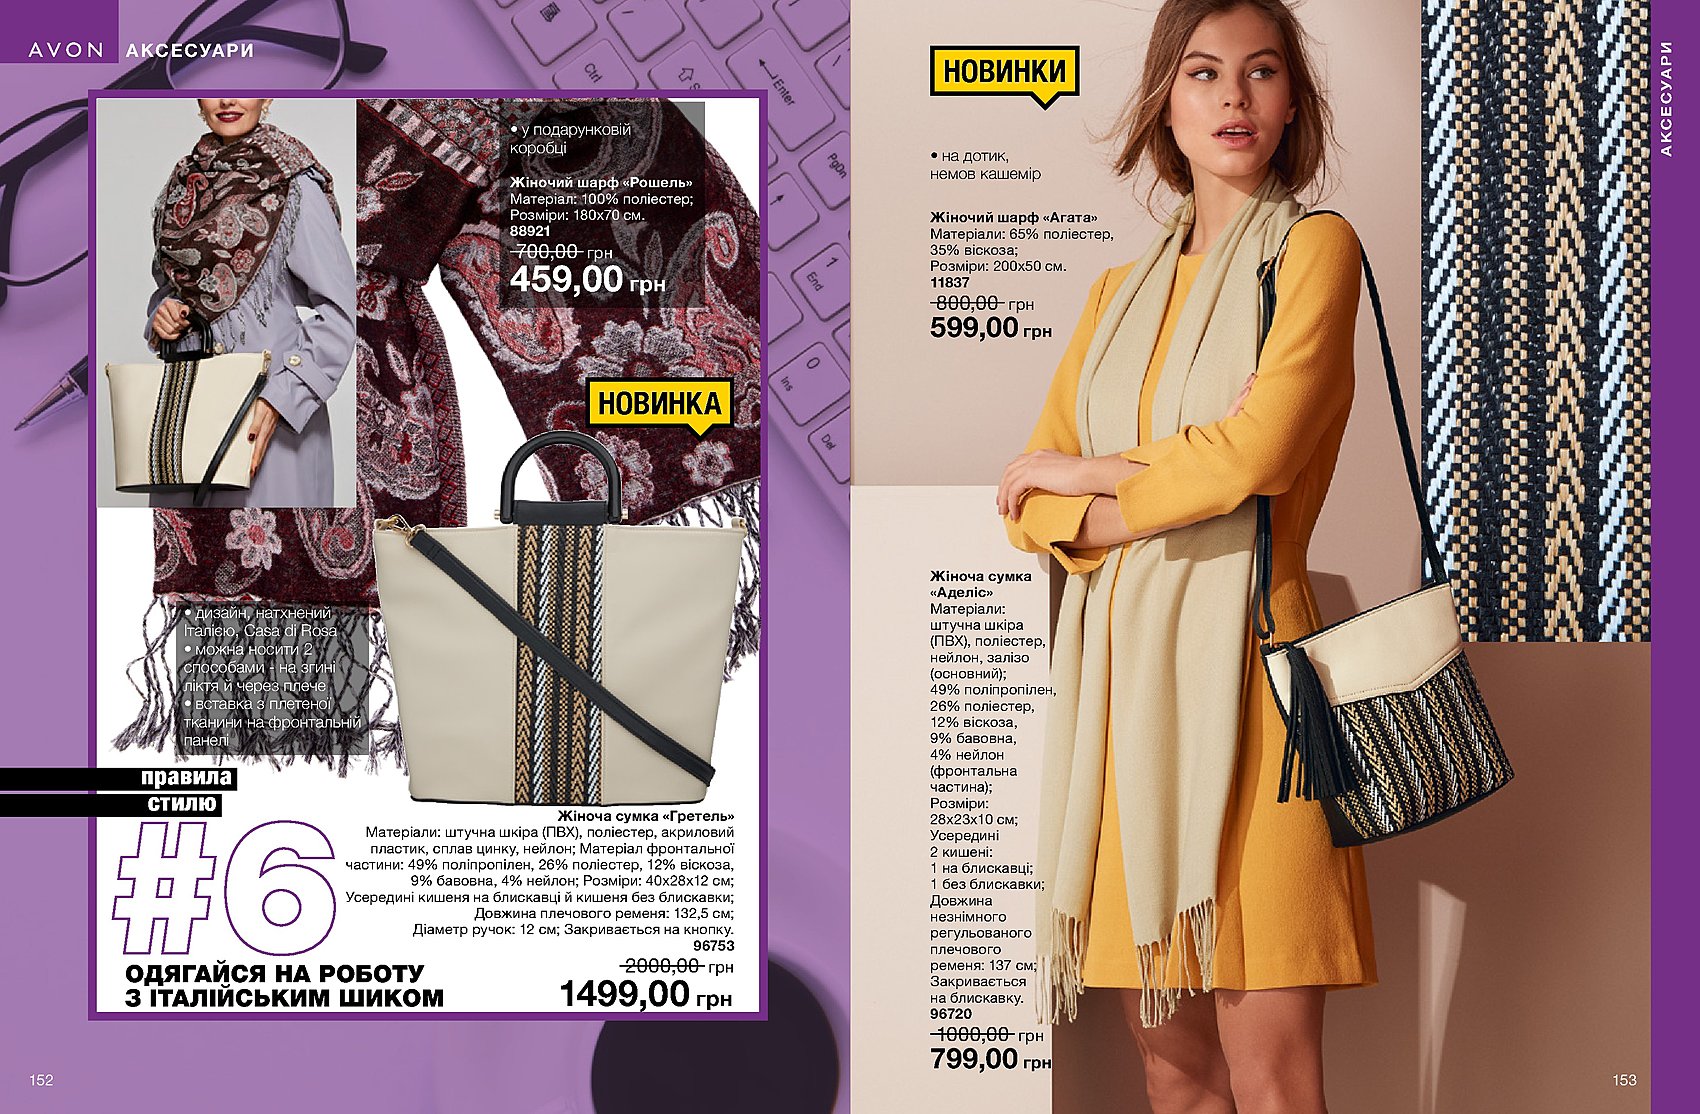 AVON АКСЕСУАРИ
• у подарунковій
коробці
Жіночий шарф «Рошель»
Матеріал: 100% поліестер;
Розміри: 180x70 см.
88921
700,00 грн
459,00 грн
НОВИНКА
• дизайн, натхнений
Італією, Casa di Rosa
• можна носити 2
способами - на згині
ліктя й через плече
• вставка з плетеної
тканини на фронтальній
панелі
правила
стилю
#6
ОДЯГАЙСЯ НА РОБОТУ
З ІТАЛІЙСЬКИМ ШИКОМ
Жіноча сумка «Гретель»
Матеріали: штучна шкіра (ПВХ), поліестер, акриловий
пластик, сплав цинку, нейлон; Матеріал фронтальної
частини: 49% поліпропілен, 26% поліестер, 12% віскоза,
9% бавовна, 4% нейлон; Розміри: 40x28x12 см;
Усередині кишеня на блискавці й кишеня без блискавки;
Довжина плечового ременя: 132,5 см;
Діаметр ручок: 12 см; Закривається на кнопку.
96753
2000,00 грн
1499,00 грн
152
Ctrl
Enter
PgDn
1
End
0
Ins
Del
НОВИНКИ
• на дотик,
немов кашемір
Жіночий шарф «Агата»
Матеріали: 65% поліестер,
35% віскоза;
Розміри: 200x50 см.
11837
800,00 грн
599,00 грн
Жіноча сумка
«Аделіс»
Матеріали:
штучна шкіра
(ПВХ), поліестер,
нейлон, залізо
(основний);
49% поліпропілен,
26% поліестер,
12% віскоза,
9% бавовна,
4% нейлон
(фронтальна
частина);
Розміри:
28x23x10 см;
Усередині
2 кишені:
1 на блискавці;
1 без блискавки;
Довжина
незнімного
регульованого
плечового
ременя: 137 см;
Закривається
на блискавку.
96720
1000,00 грн
799,00 грн
АКСЕСУАРИ
153